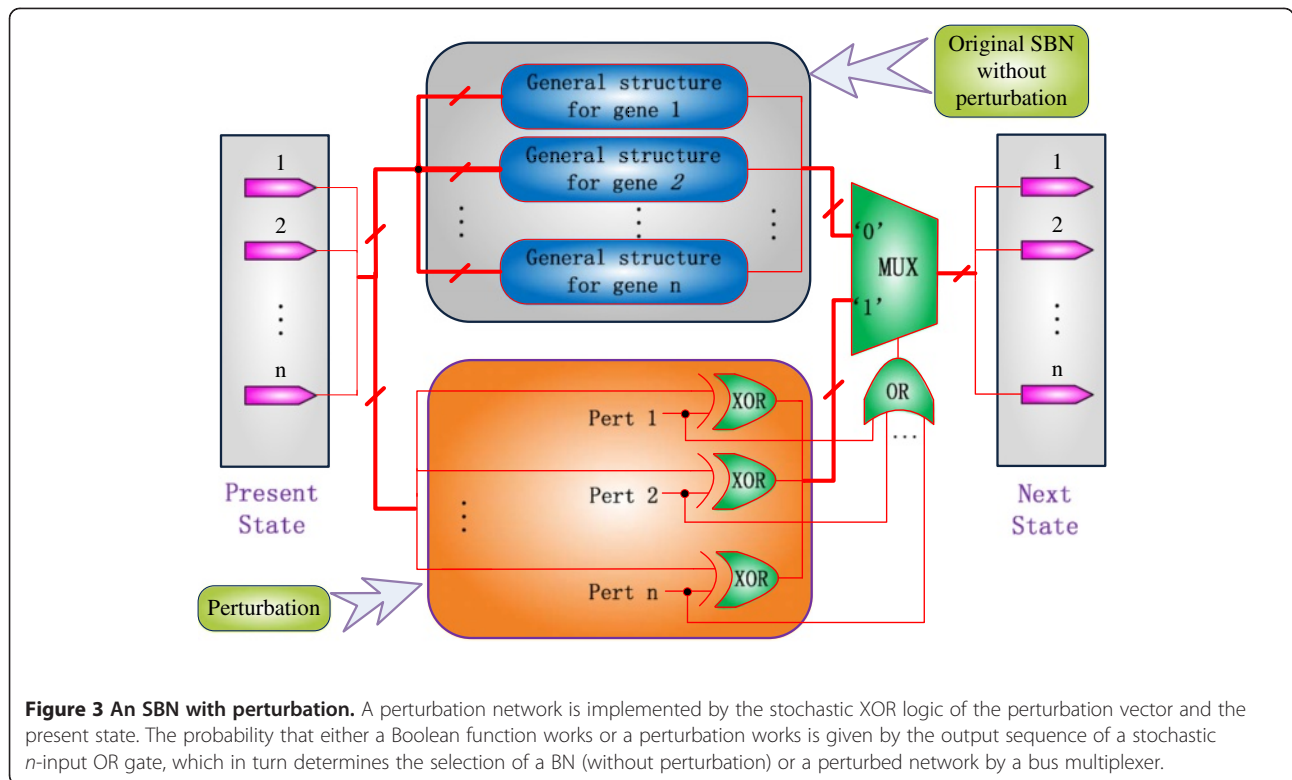 Original SBN
without
perturbation
General structure
for gene 1
General structure
for gene 2
General structure
for gene n
1
2
⋮
n
Present
State
'0'
MUX
'1'
OR
...
1
2
⋮
n
Next
State
Pert 1
XOR
Pert 2
XOR
Pert n
XOR
Perturbation
Figure 3 An SBN with perturbation. A perturbation network is implemented by the stochastic XOR logic of the perturbation vector and the
present state. The probability that either a Boolean function works or a perturbation works is given by the output sequence of a stochastic
n-input OR gate, which in turn determines the selection of a BN (without perturbation) or a perturbed network by a bus multiplexer.